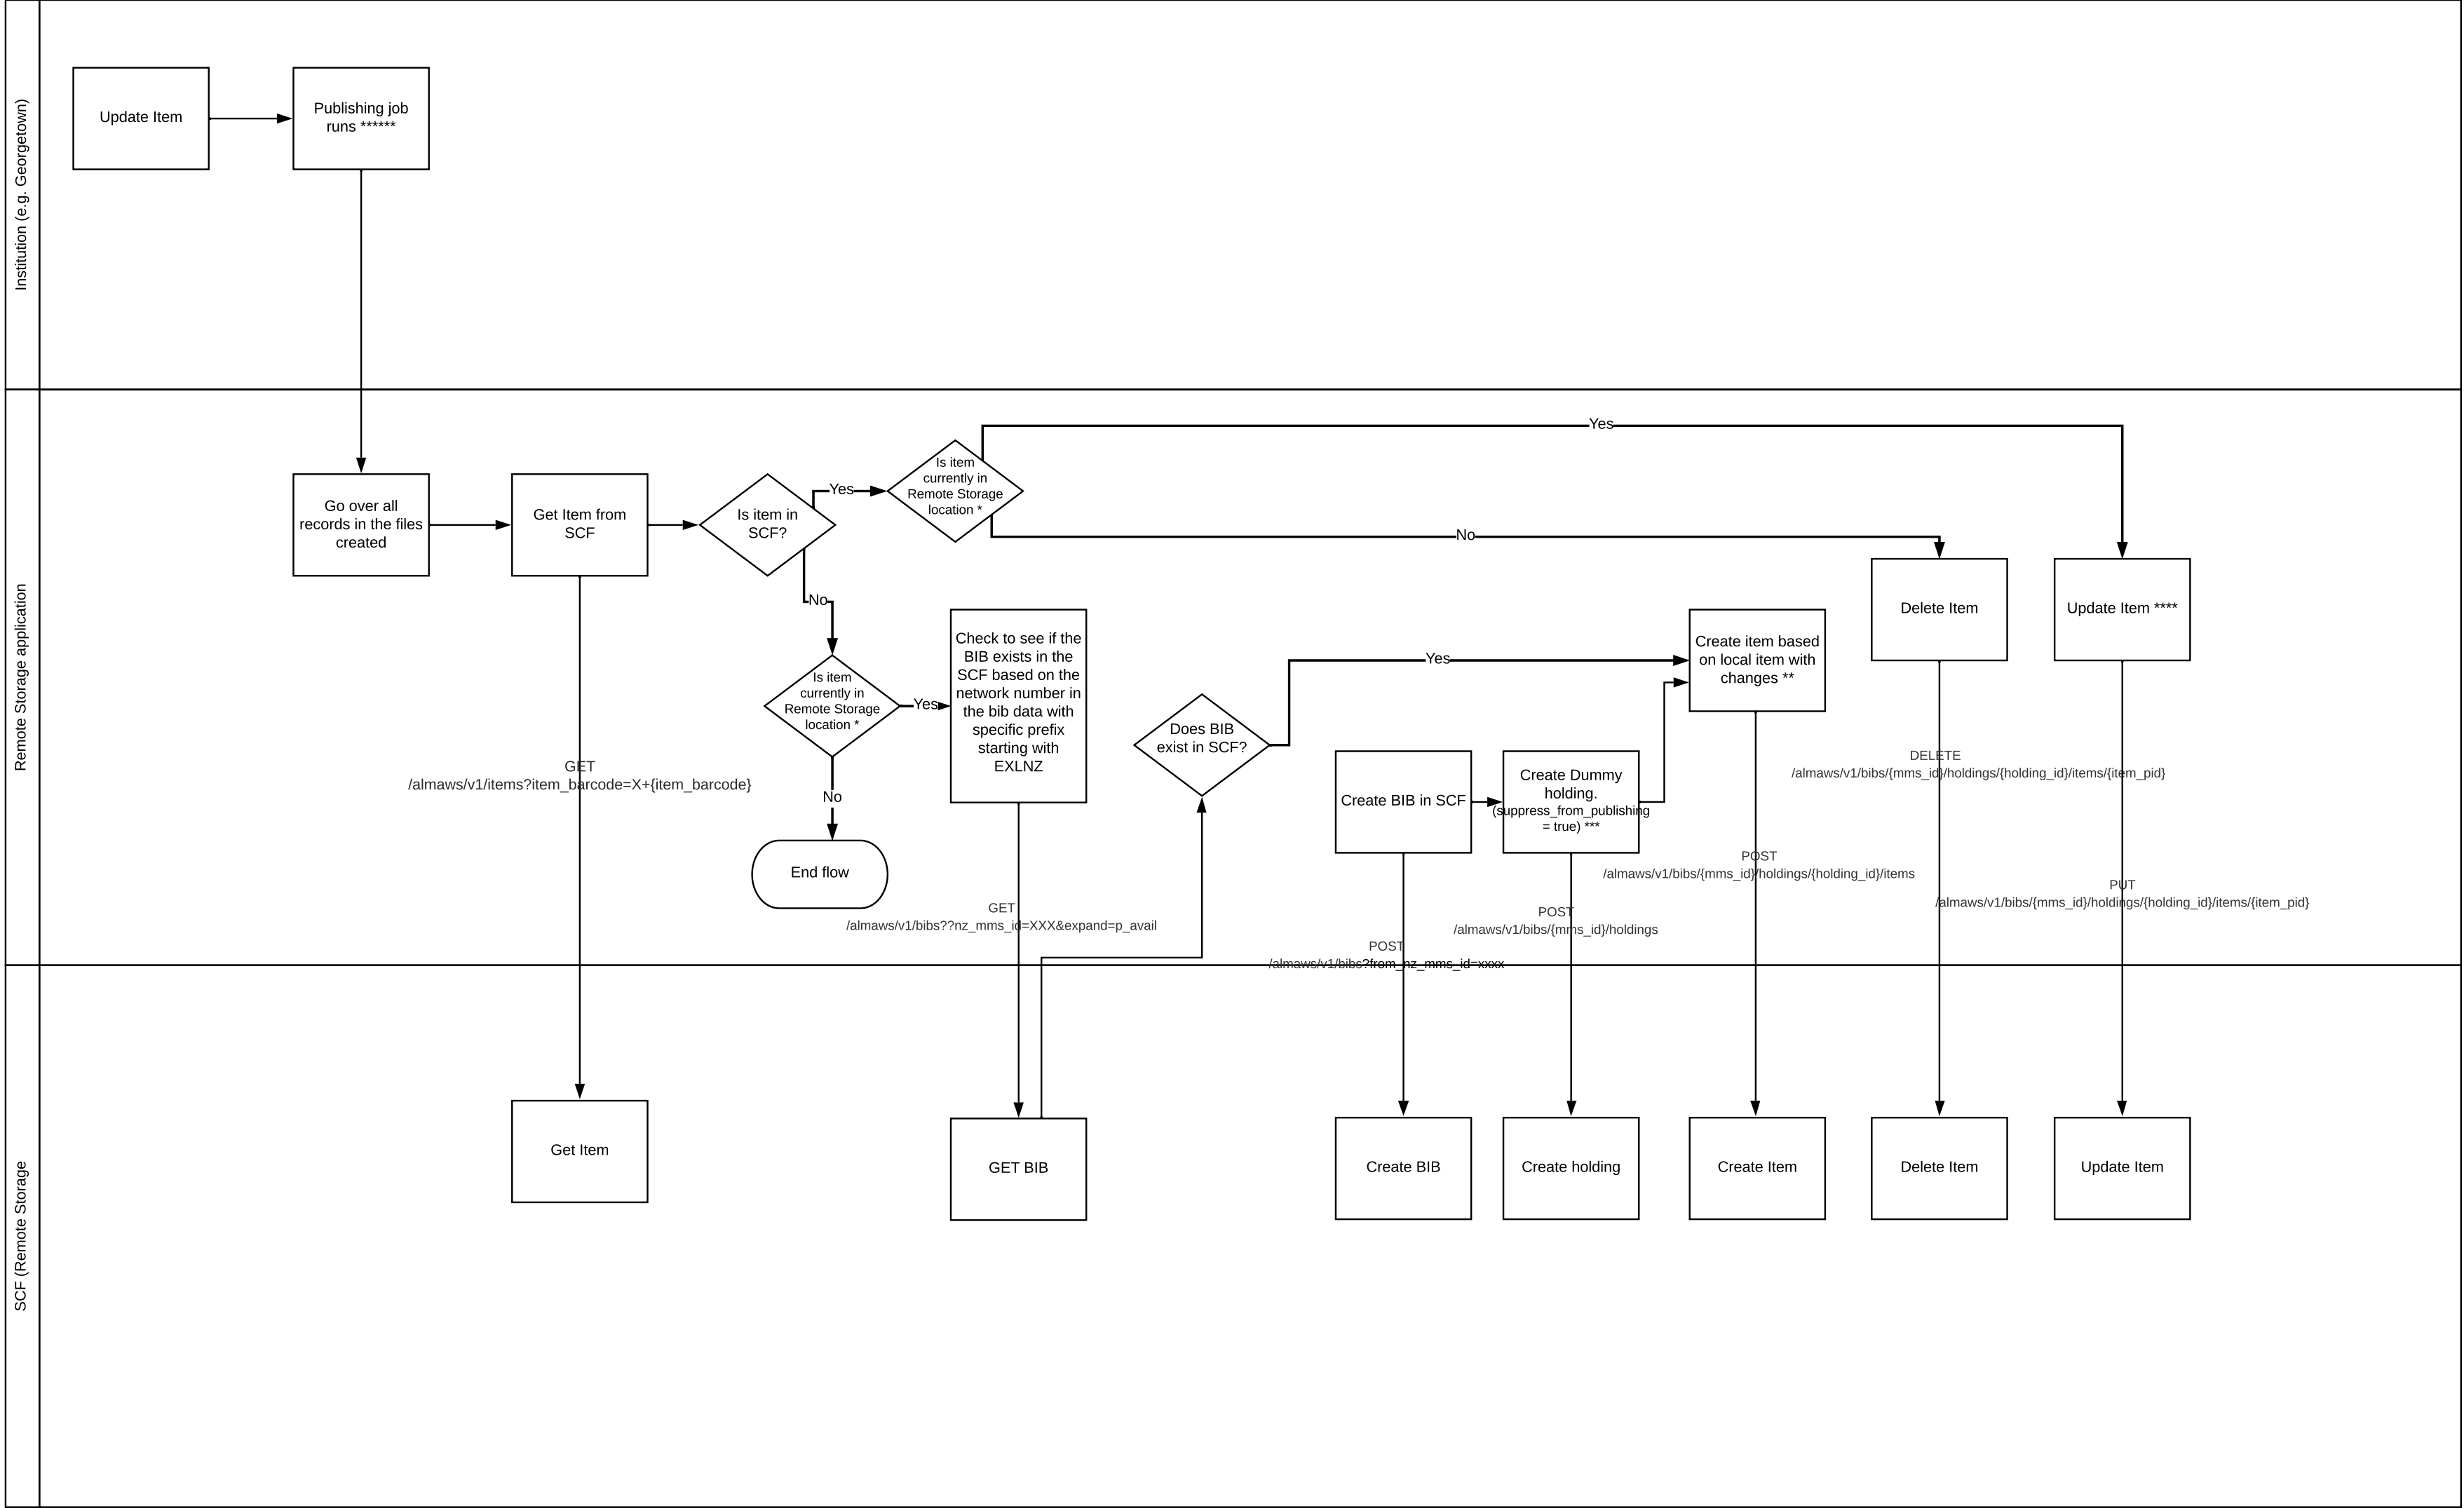 Institution (e.g. Georgetown)
Update Item
Publishing job
runs ******
Remote Storage application
Go over all
records in the files
created
Get Item from
SCF
Is item in
SCF?
Yes
Is item
currently in
Remote Storage
location *
Yes
No
No
Is item
currently in
Remote Storage
location *
Yes
No
End flow
Check to see if the
BIB exists in the
SCF based on the
network number in
the bib data with
specific prefix
starting with
EXLNZ
Does BIB
exist in SCF?
Yes
Create BIB in SCF
Create Dummy
holding.
(suppress_from_publishing
= true) ***
Create item based
on local item with
changes **
Delete Item
Update Item ****
GET
/almaws/v1/items?item_barcode=X+{item_barcode}
GET
/almaws/v1/bibs??nz_mms_id=XXX&expand=p_avail
POST
/almaws/v1/bibs?from_nz_mms_id=xxxx
POST
/almaws/v1/bibs/{mms_id}/holdings
POST
/almaws/v1/bibs/{mms_id}/holdings/{holding_id}/items
DELETE
/almaws/v1/bibs/{mms_id}/holdings/{holding_id}/items/{item_pid}
PUT
/almaws/v1/bibs/{mms_id}/holdings/{holding_id}/items/{item_pid}
SCF (Remote Storage
Get Item
GET BIB
Create BIB
Create holding
Create Item
Delete Item
Update Item